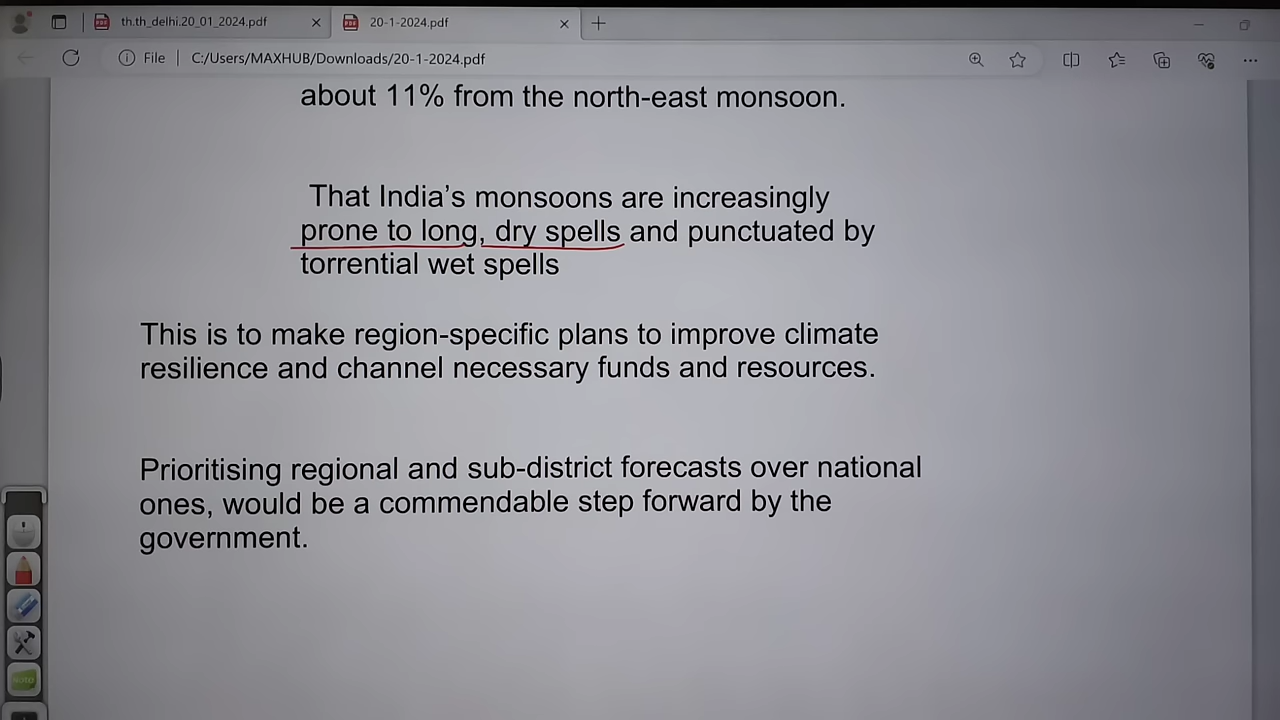 th.th_delhi.20_01_2024.pdf
20-1-2024.pdf
File
C:/Users/MAXHUB/Downloads/20-1-2024.pdf
about 11% from the north-east monsoon.
That India's monsoons are increasingly
prone to long, dry spells and punctuated by
torrential wet spells
This is to make region-specific plans to improve climate
resilience and channel necessary funds and resources.
Prioritising regional and sub-district forecasts over national
ones, would be a commendable step forward by the
government.
NOTE